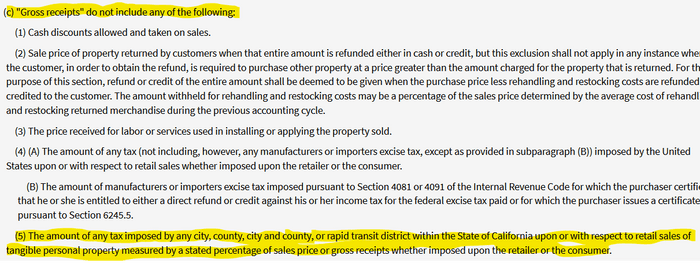 (c) "Gross receipts" do not include any of the following:
(1) Cash discounts allowed and taken on sales.
(2) Sale price of property returned by customers when that entire amount is refunded either in cash or credit, but this exclusion shall not apply in any instance
the customer, in order to obtain the refund, is required to purchase other property at a price greater than the amount charged for the property that is returned. For
purpose of this section, refund or credit of the entire amount shall be deemed to be given when the purchase price less rehandling and restocking costs are refunded
credited to the customer. The amount withheld for rehandling and restocking costs may be a percentage of the sales price determined by the average cost of
and restocking returned merchandise during the previous accounting cycle.
(3) The price received for labor or services used in installing or applying the property sold.
(4) (A) The amount of any tax (not including, however, any manufacturers or importers excise tax, except as provided in subparagraph (B)) imposed by the United
States upon or with respect to retail sales whether imposed upon the retailer or the consumer.
(B) The amount of manufacturers or importers excise tax imposed pursuant to Section 4081 or 4091 of the Internal Revenue Code for which the purchaser
that he or she is entitled to either a direct refund or credit against his or her income tax for the federal excise tax paid or for which the purchaser issues a certificate
pursuant to Section 6245.5.
(5) The amount of any tax imposed by any city, county, city and county, or rapid transit district within the State of California upon or with respect to retail sales of
tangible personal property measured by a stated percentage of sales price or gross receipts whether imposed upon the retailer or the consumer.